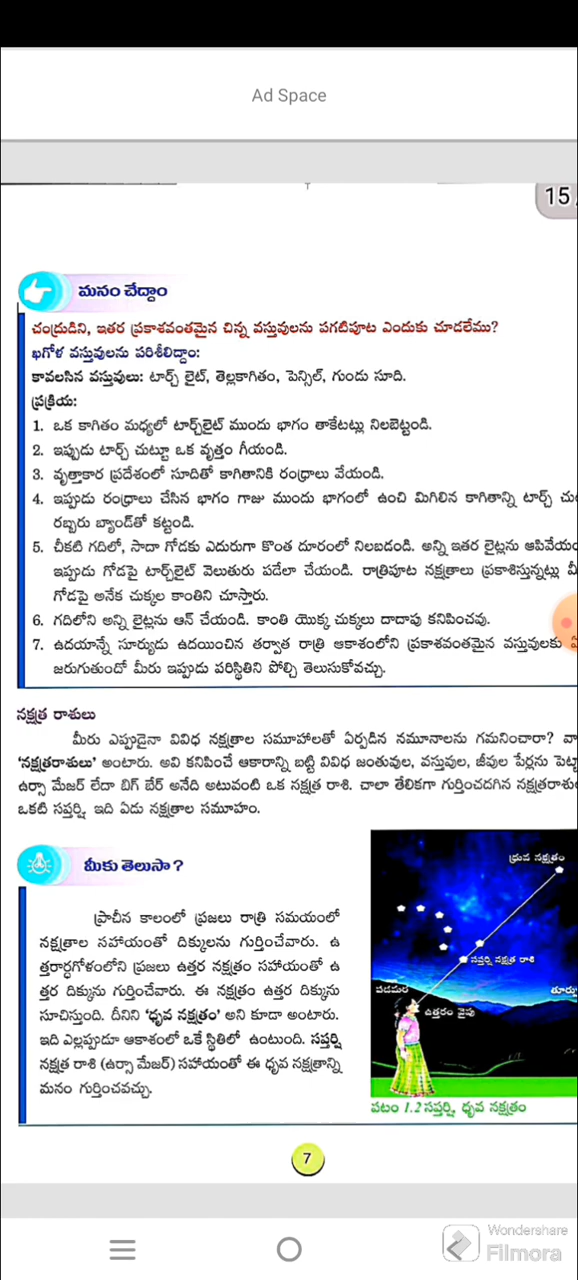 Ad Space
15
మనం చేద్దాం
చంద్రుడిని, ఇతర ప్రకాశవంతమైన చిన్న వస్తువులను పగటిపూట ఎందుకు చూడలేము?
ఖగోళ వస్తువులను పరిశీలిద్దాం:
కావలసిన వస్తువులు: టార్చ్ లైట్, తెల్లకాగితం, పెన్సిల్, గుండు సూది.
ప్రక్రియ:
1. ఒక కాగితం మధ్యలో టార్చ్‌లైట్ ముందు భాగం తాకేటట్లు నిలబెట్టండి.
2. ఇప్పుడు టార్చ్ చుట్టూ ఒక వృత్తం గీయండి.
3. వృత్తాకార ప్రదేశంలో సూదితో కాగితానికి రంధ్రాలు వేయండి.
4. ఇప్పుడు రంధ్రాలు చేసిన భాగం గాజు ముందు భాగంలో ఉంచి మిగిలిన కాగితాన్ని టార్చ్
రబ్బరు బ్యాండ్‌తో కట్టండి.
5. చీకటి గదిలో, సాదా గోడకు ఎదురుగా కొంత దూరంలో నిలబడండి. అన్ని ఇతర లైట్లను
ఇప్పుడు గోడపై టార్చ్‌లైట్ వెలుతురు పడేలా చేయండి. రాత్రిపూట నక్షత్రాలు ప్రకాశిస్తున్నట్లు
గోడపై అనేక చుక్కల కాంతిని చూస్తారు.
6. గదిలోని అన్ని లైట్లను ఆన్ చేయండి. కాంతి యొక్క చుక్కలు దాదాపు కనిపించవు.
7. ఉదయాన్నే సూర్యుడు ఉదయించిన తర్వాత రాత్రి ఆకాశంలోని ప్రకాశవంతమైన వస్తువులకు
జరుగుతుందో మీరు ఇప్పుడు పరిస్థితిని పోల్చి తెలుసుకోవచ్చు.
నక్షత్ర రాశులు
మీరు ఎప్పుడైనా వివిధ నక్షత్రాల సమూహాలతో ఏర్పడిన నమూనాలను గమనించారా?
‘నక్షత్రరాశులు’ అంటారు. అవి కనిపించే ఆకారాన్ని బట్టి వివిధ జంతువుల, వస్తువుల, జీవుల పేర్లను
ఉర్సా మేజర్ లేదా బిగ్ బేర్ అనేది అటువంటి ఒక నక్షత్ర రాశి. చాలా తేలికగా గుర్తించదగిన
ఒకటి సప్తర్షి ఇది ఏడు నక్షత్రాల సమూహం.
మీకు తెలుసా?
ప్రాచీన కాలంలో ప్రజలు రాత్రి సమయంలో
నక్షత్రాల సహాయంతో దిక్కులను గుర్తించేవారు. ఉ
త్తరార్ధగోళంలోని ప్రజలు ఉత్తర నక్షత్రం సహాయంతో ఉ
త్తర దిక్కును గుర్తించేవారు. ఈ నక్షత్రం ఉత్తర దిక్కును
సూచిస్తుంది. దీనిని ‘ధృవ నక్షత్రం’ అని కూడా అంటారు.
ఇది ఎల్లప్పుడూ ఆకాశంలో ఒకే స్థితిలో ఉంటుంది. సప్తర్షి
నక్షత్ర రాశి (ఉర్సా మేజర్) సహాయంతో ఈ ధృవ నక్షత్రాన్ని
మనం గుర్తించవచ్చు.
ధ్రువ నక్షత్రం
సప్తర్షి నక్షత్ర రాశి
పడమర
ఉత్తరం వైపు
పటం 1.2 సప్తర్షి, ధృవ నక్షత్రం
7
Wondershare
Filmora